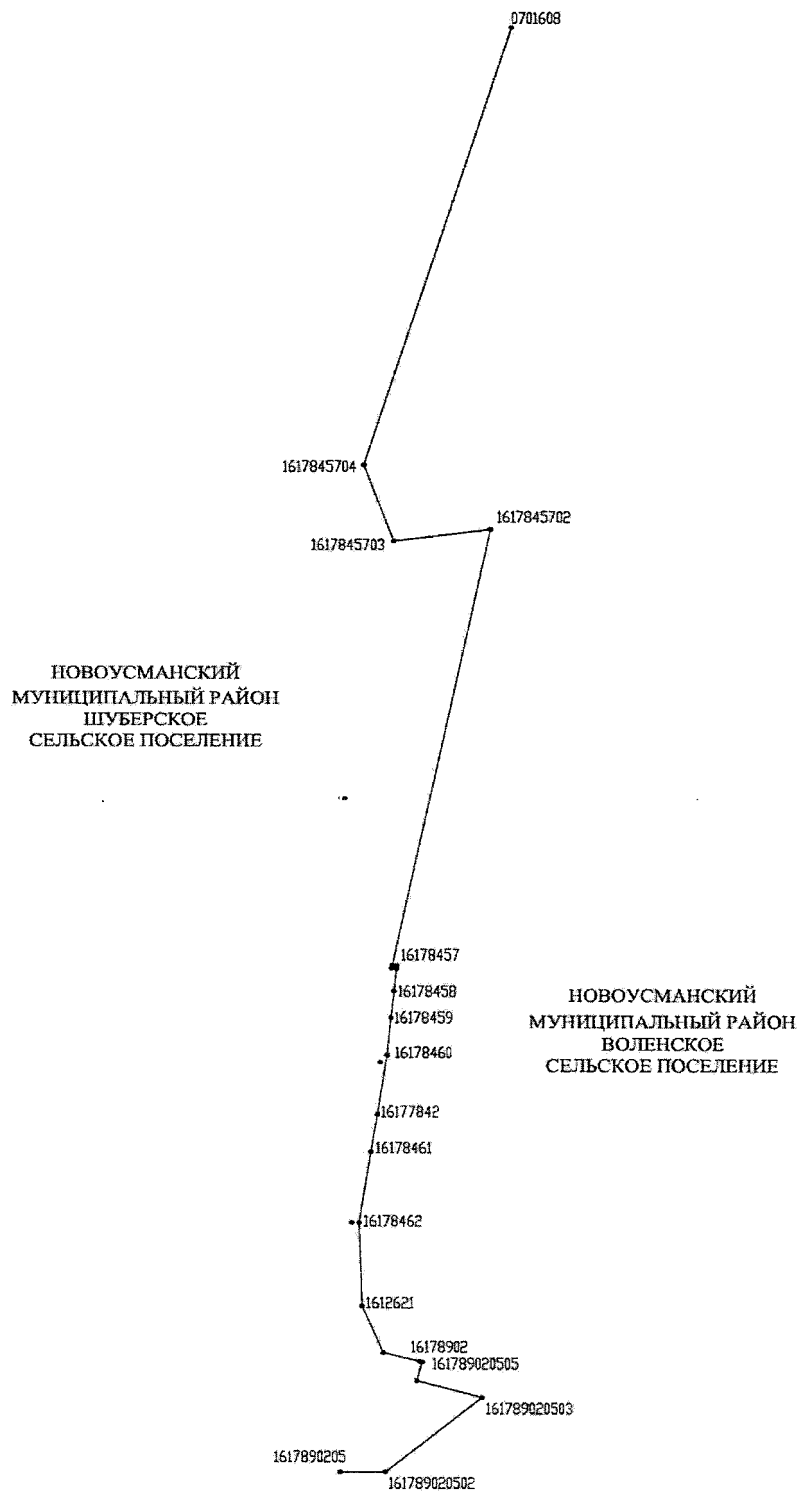 0701608
1617845704
1617845702
1617845703
НОВОУСМАНСКИЙ
МУНИЦИПАЛЬНЫЙ РАЙОН
ШУБЕРСКОЕ
СЕЛЬСКОЕ ПОСЕЛЕНИЕ
16178457
16178458
16178459
16178460
НОВОУСМАНСКИЙ
МУНИЦИПАЛЬНЫЙ РАЙОН
ВОЛЕНСКОЕ
СЕЛЬСКОЕ ПОСЕЛЕНИЕ
16177842
16178461
16178462
1612621
16178902
161789020505
161789020503
1617890205
161789020502